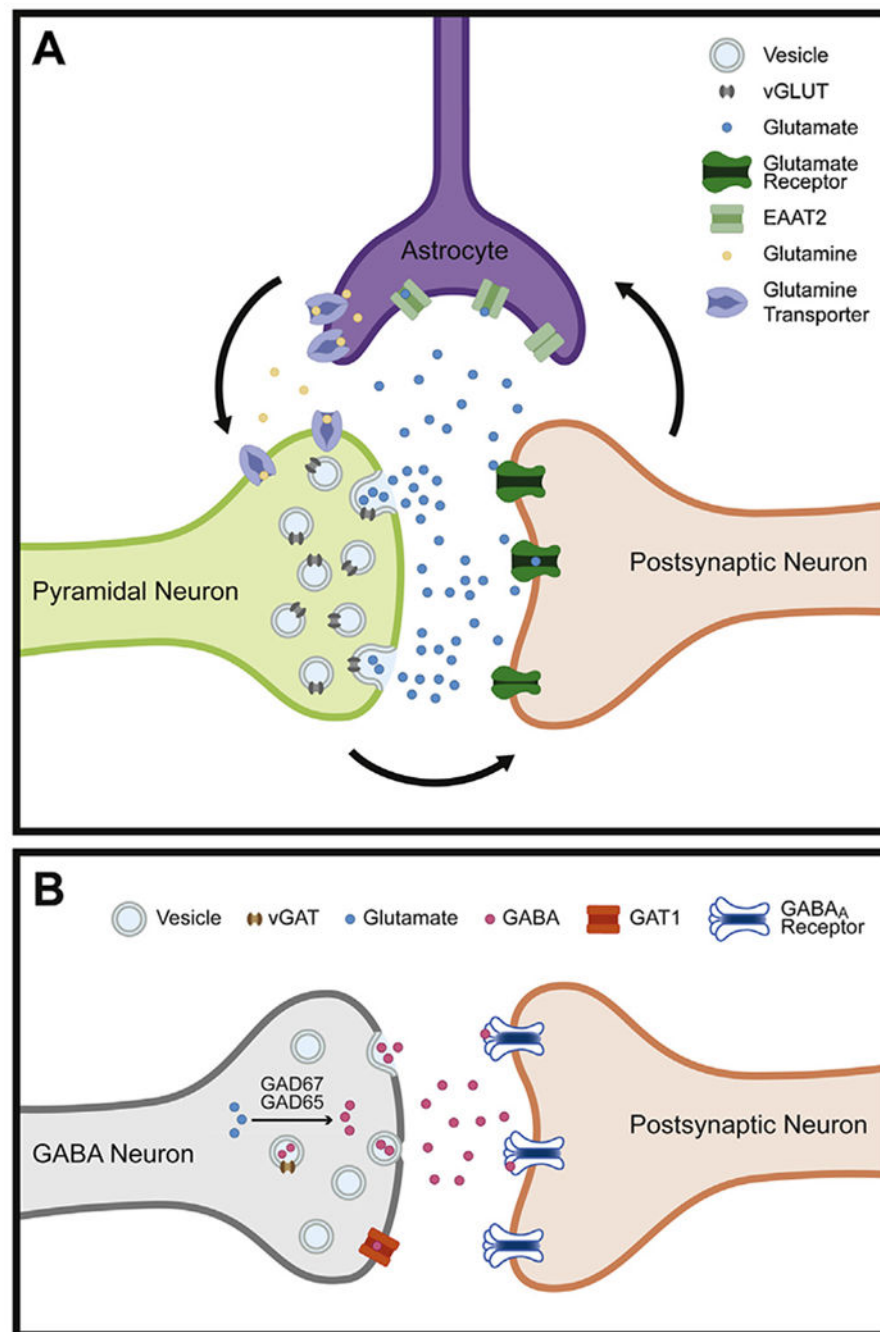 A
Vesicle
vGLUT
Glutamate
Glutamate
Receptor
EAAT2
Glutamine
Glutamine
Transporter
Astrocyte
Pyramidal Neuron
Postsynaptic Neuron
B
Vesicle
vGAT
Glutamate
GABA
GAT1
GABAA
Receptor
GAD67
GAD65
GABA Neuron
Postsynaptic Neuron